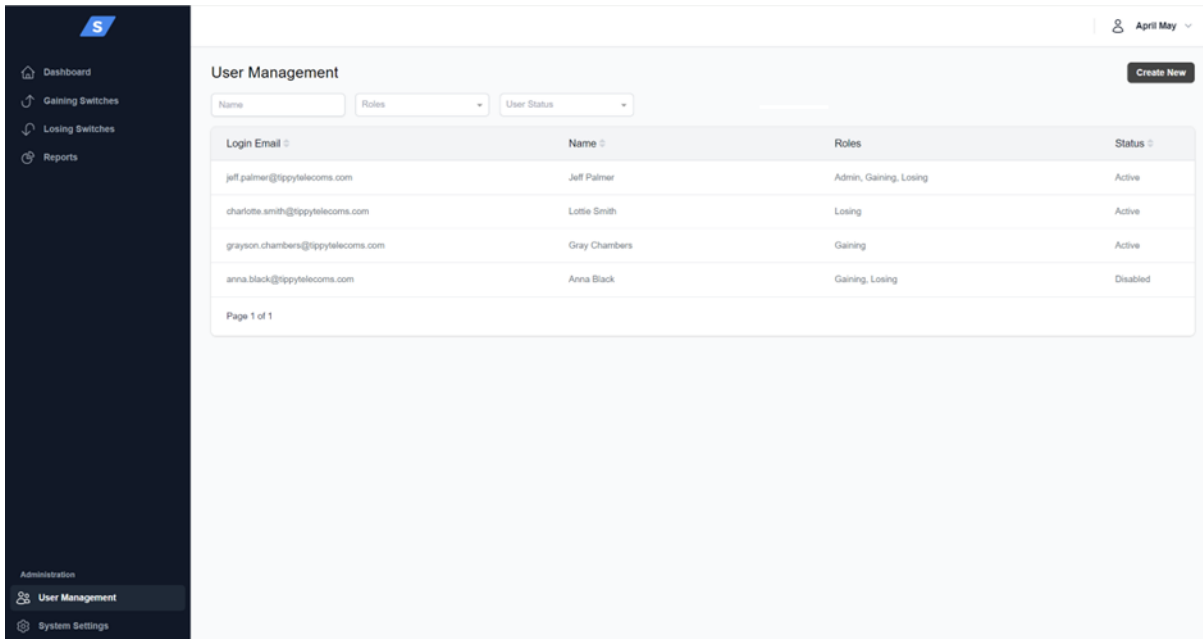 S
April May
Dashboard
Gaining Switches
Losing Switches
Reports
User Management
Create New
Name
Roles
User Status
Login Email Name Roles Status
jeff.palmer@tippytelecoms.com Jeff Palmer Admin, Gaining, Losing Active
charlotte.smith@tippytelecoms.com Lottie Smith Losing Active
grayson.chambers@tippytelecoms.com Gray Chambers Gaining Active
anna.black@tippytelecoms.com Anna Black Gaining, Losing Disabled
Page 1 of 1
Administration
User Management
System Settings